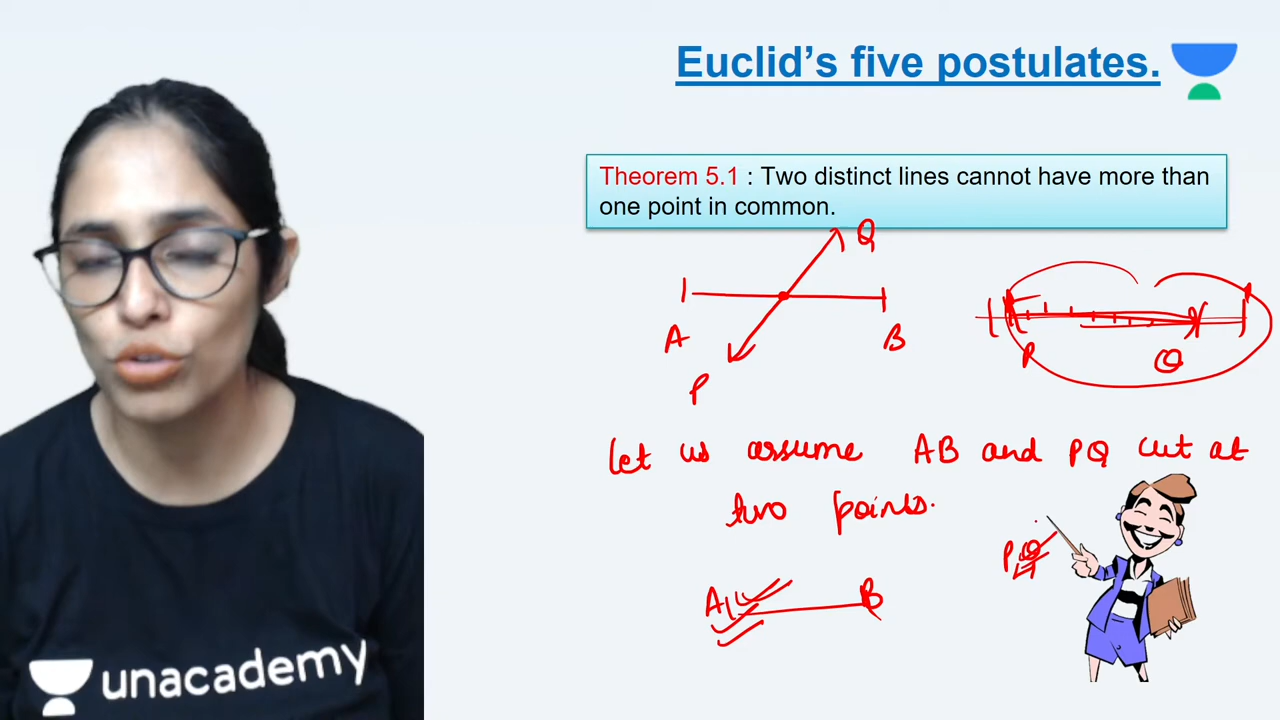 Euclid's five postulates.
Theorem 5.1 : Two distinct lines cannot have more than
one point in common.
Q
A
B
P
P
Q
let us assume AB and PQ cut at
two points.
PQ
A
B
unacademy